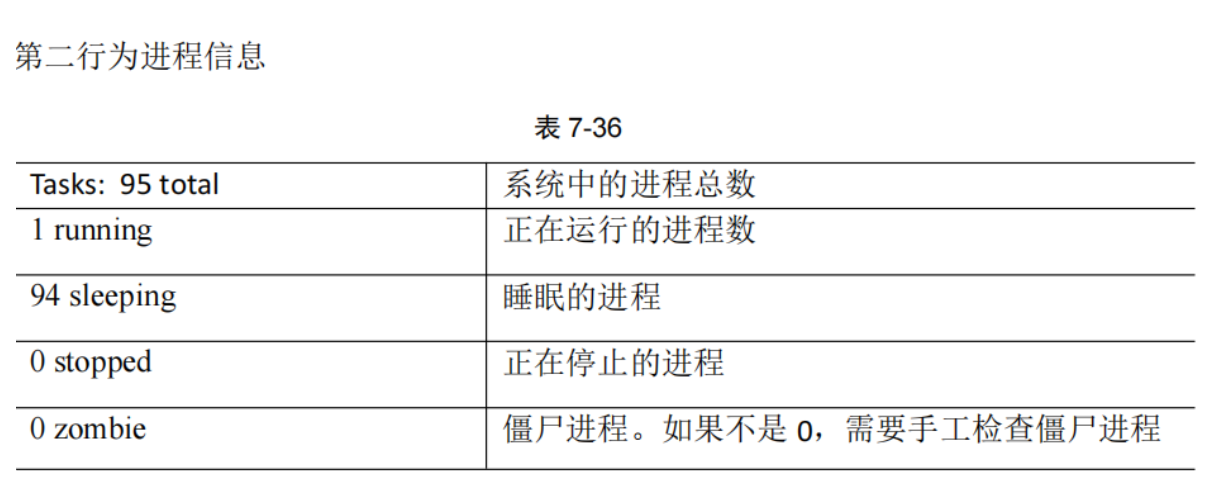 第二行为进程信息
表 7-36
Tasks: 95 total 系统中的进程总数
1 running 正在运行的进程数
94 sleeping 睡眠的进程
0 stopped 正在停止的进程
0 zombie 僵尸进程。如果不是 0，需要手工检查僵尸进程